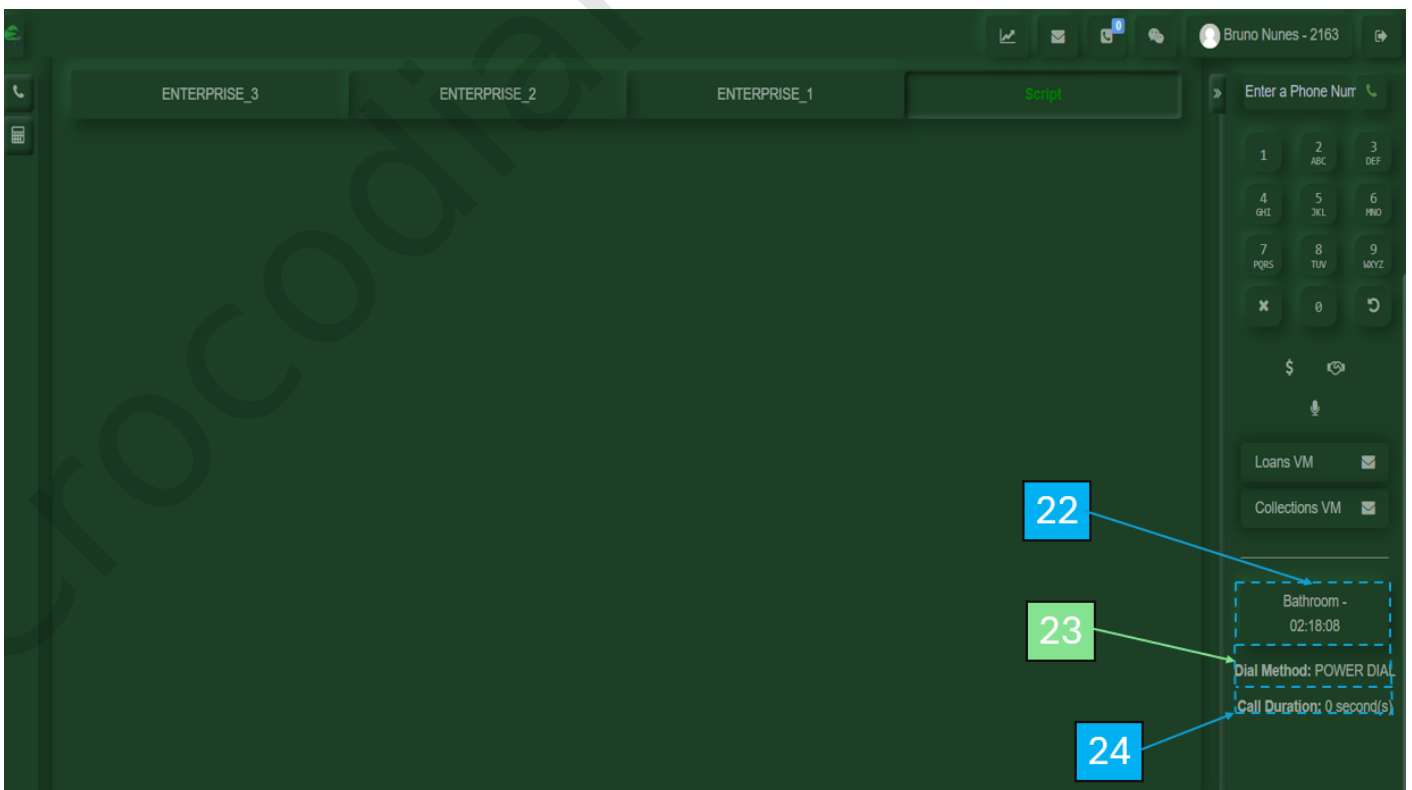 0
Bruno Nunes - 2163
ENTERPRISE_3
ENTERPRISE_2
ENTERPRISE_1
Script
Enter a Phone Num
1
2
ABC
3
DEF
4
GHI
5
JKL
6
MNO
7
PQRS
8
TUV
9
WXYZ
0
$
Loans VM
Collections VM
22
Bathroom -
02:18:08
23
Dial Method: POWER DIAL
Call Duration: 0 second(s)
24
crocodial